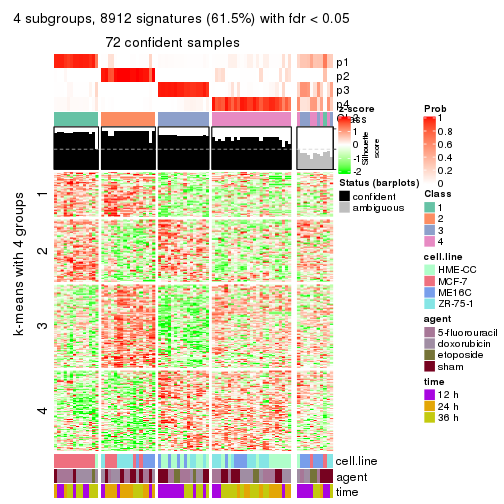 4 subgroups, 8912 signatures (61.5%) with fdr < 0.05
72 confident samples
p1
p2
p3
p4
Class
z-score
2
1
0
-1
-2
Silhouette
score
Status (barplots)
confident
ambiguous
Prob
1
0.8
0.6
0.4
0.2
0
Class
1
2
3
4
cell.line
HME-CC
MCF-7
ME16C
ZR-75-1
agent
5-fluorouracil
doxorubicin
etoposide
sham
time
12 h
24 h
36 h
k-means with 4 groups
1
2
3
4
cell.line
agent
time